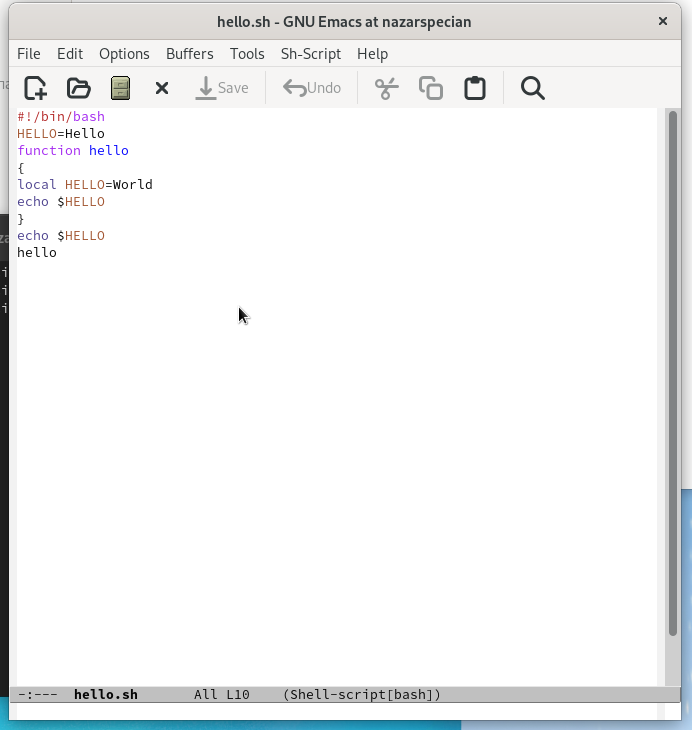 hello.sh - GNU Emacs at nazarspecian
File Edit Options Buffers Tools Sh-Script Help
Save Undo
#!/bin/bash
HELLO=Hello
function hello
{
local HELLO=World
echo $HELLO
}
echo $HELLO
hello
-:--- hello.sh All L10 (Shell-script[bash])